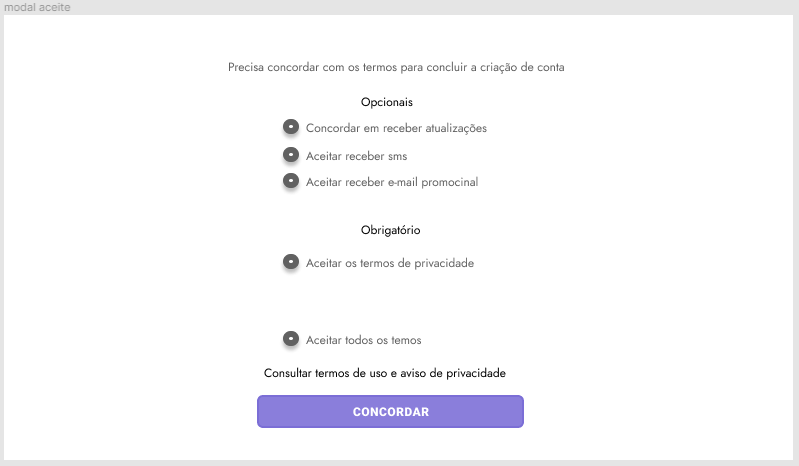 modal aceite
Precisa concordar com os termos para concluir a criação de conta
Opcionais
Concordar em receber atualizações
Aceitar receber sms
Aceitar receber e-mail promocinal
Obrigatório
Aceitar os termos de privacidade
Aceitar todos os temos
Consultar termos de uso e aviso de privacidade
CONCORDAR